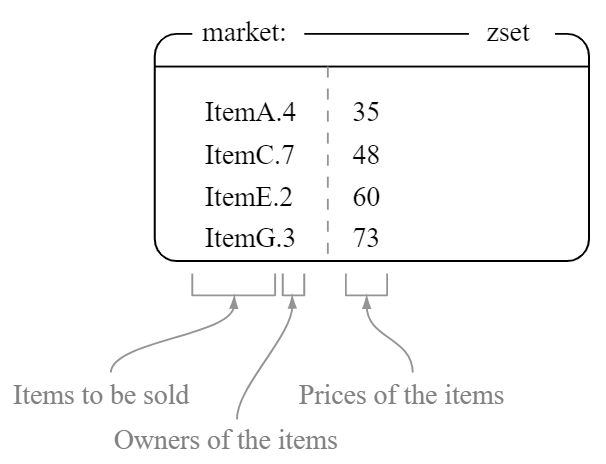 market: zset
ItemA.4 35
ItemC.7 48
ItemE.2 60
ItemG.3 73
Items to be sold Prices of the items
Owners of the items